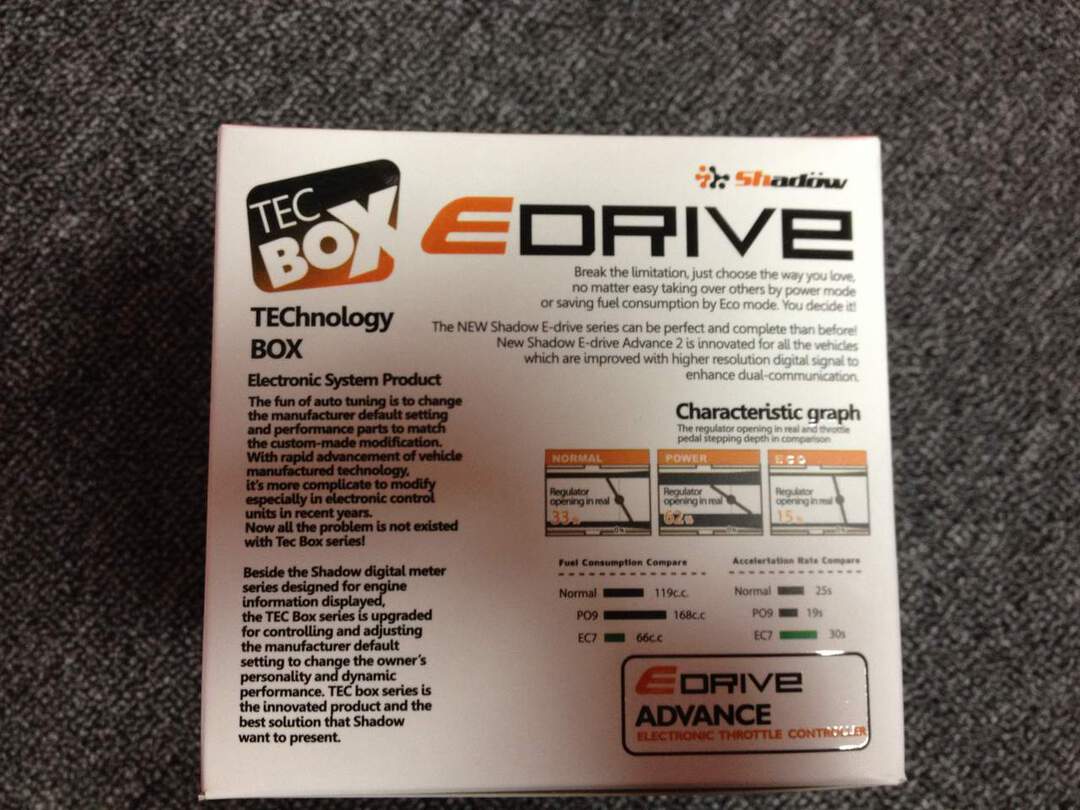 TEC
BOX
Shadow
EDRIVE
Break the limitation, just choose the way you love,
no matter easy taking over others by power mode
or saving fuel consumption by Eco mode. You decide it!
The NEW Shadow E-drive series can be perfect and complete than before!
New Shadow E-drive Advance 2 is innovated for all the vehicles
which are improved with higher resolution digital signal to
enhance dual-communication.
TEChnology
BOX
Electronic System Product
The fun of auto tuning is to change
the manufacturer default setting
and performance parts to match
the custom-made modification.
With rapid advancement of vehicle
manufactured technology,
it's more complicate to modify
especially in electronic control
units in recent years.
Now all the problem is not existed
with Tec Box series!
Beside the Shadow digital meter
series designed for engine
information displayed,
the TEC Box series is upgraded
for controlling and adjusting
the manufacturer default
setting to change the owner's
personality and dynamic
performance. TEC box series is
the innovated product and the
best solution that Shadow
want to present.
Characteristic graph
The regulator opening in real and throttle
pedal stepping depth in comparison
NORMAL
Regulator
opening in real
33%
POWER
Regulator
opening in real
62%
ECO
Regulator
opening in real
15%
Fuel Consumption Compare
Normal 119c.c.
PO9 168c.c
EC7 66c.c
Accelertation Rate Compare
Normal 25s
PO9 19s
EC7 30s
EDRIVE
ADVANCE
ELECTRONIC THROTTLE CONTROLLER